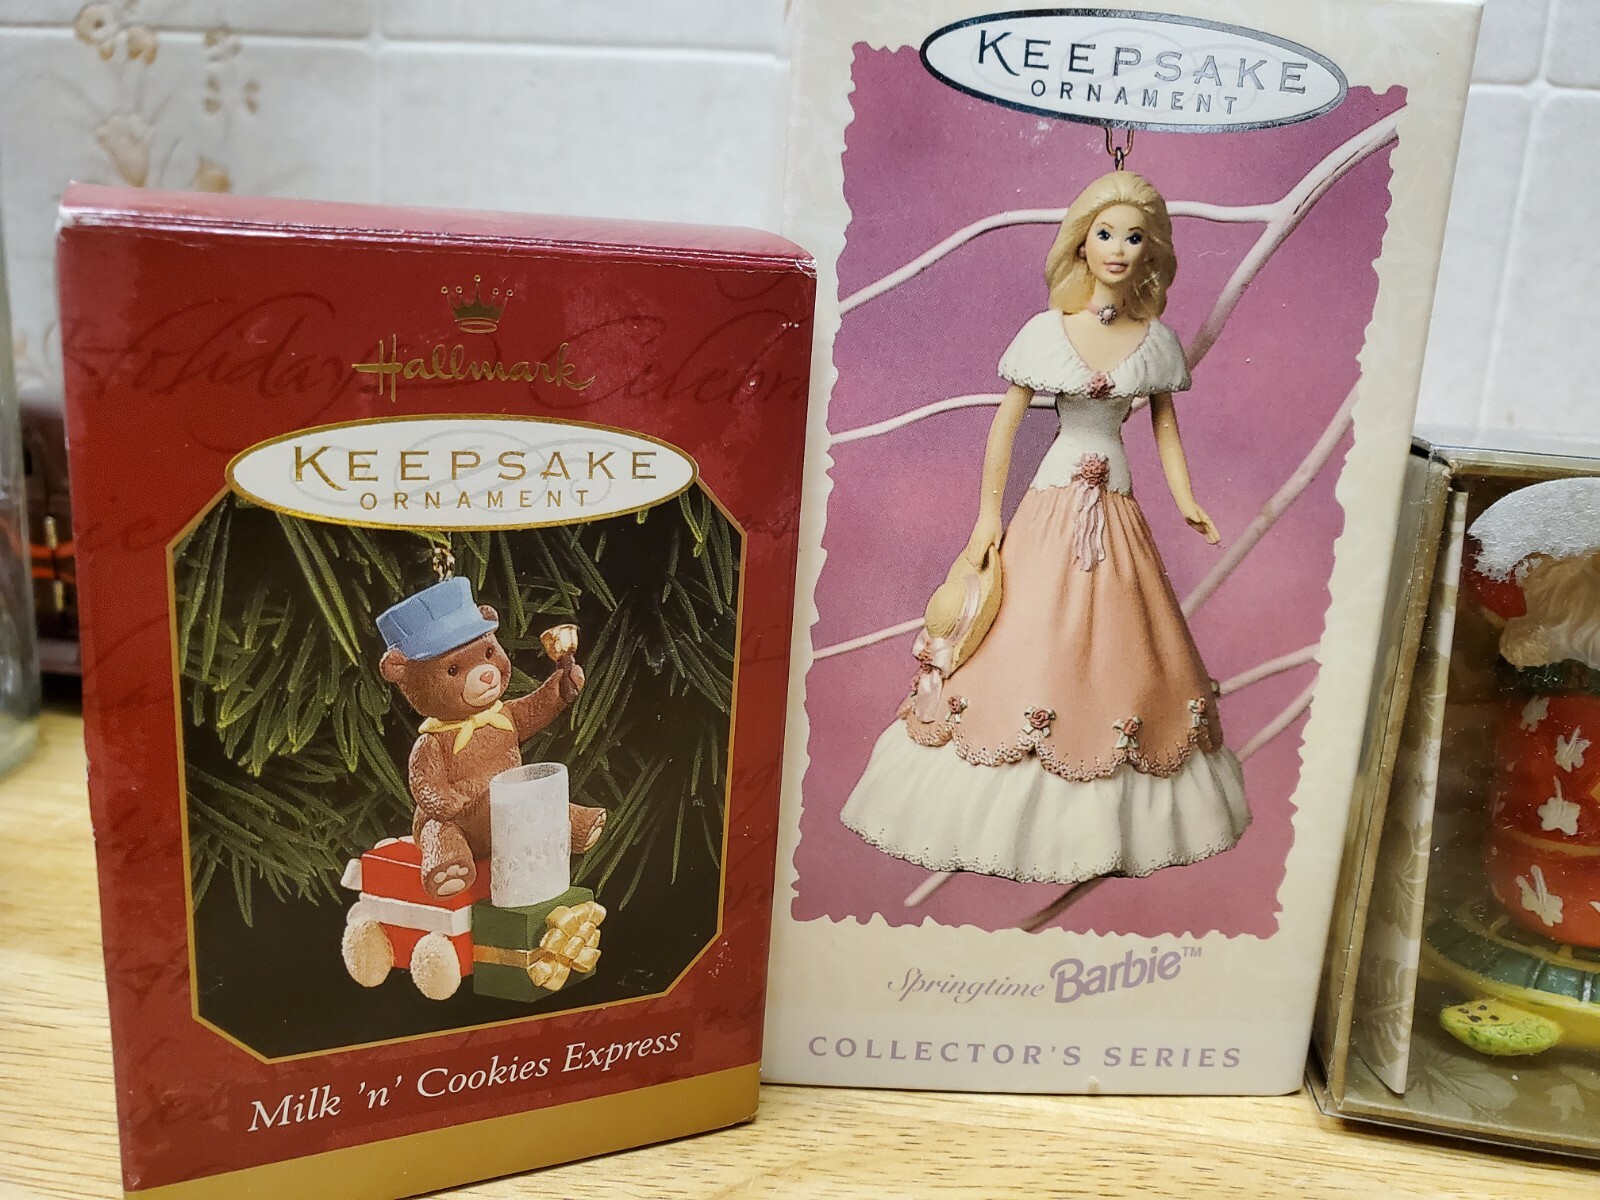 Hallmark
KEEPSAKE
ORNAMENT
Milk 'n' Cookies Express
KEEPSAKE
ORNAMENT
Springtime Barbie™
COLLECTOR'S SERIES